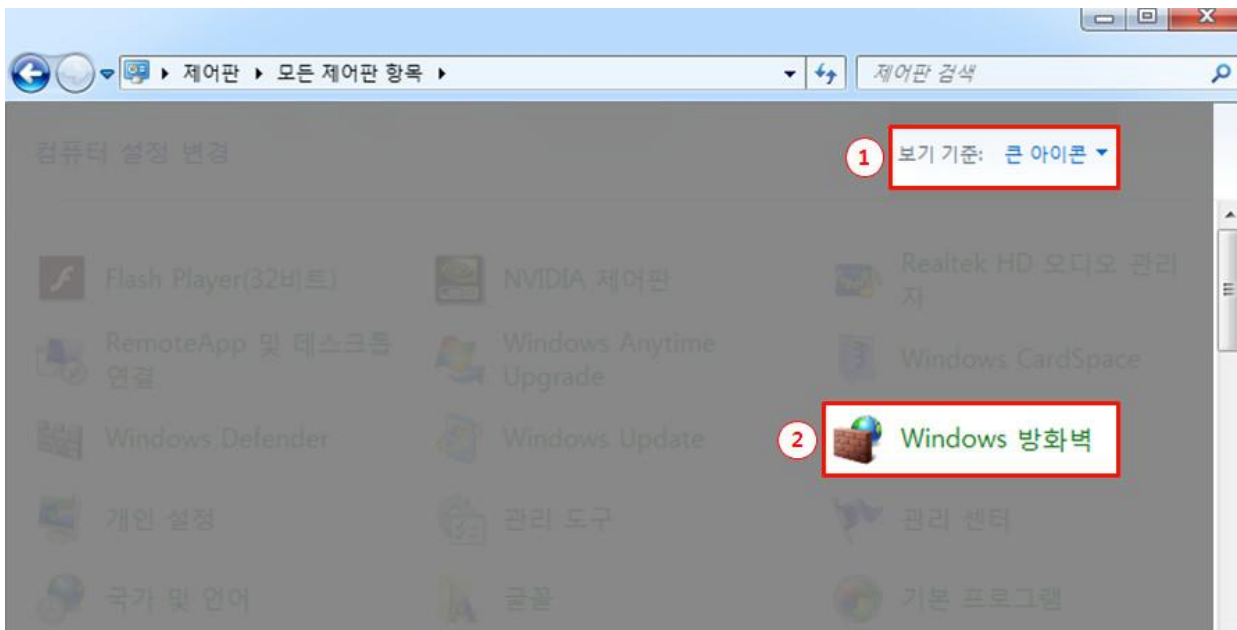 제어판 모든 제어판 항목
제어판 검색
컴퓨터 설정 변경
1
보기 기준: 큰 아이콘
Flash Player(32비트)
NVIDIA 제어판
Realtek HD 오디오 관리
자
RemoteApp 및 데스크톱
연결
Windows Anytime
Upgrade
Windows CardSpace
Windows Defender
Windows Update
2
Windows 방화벽
개인 설정
관리 도구
관리 센터
국가 및 언어
글꼴
기본 프로그램